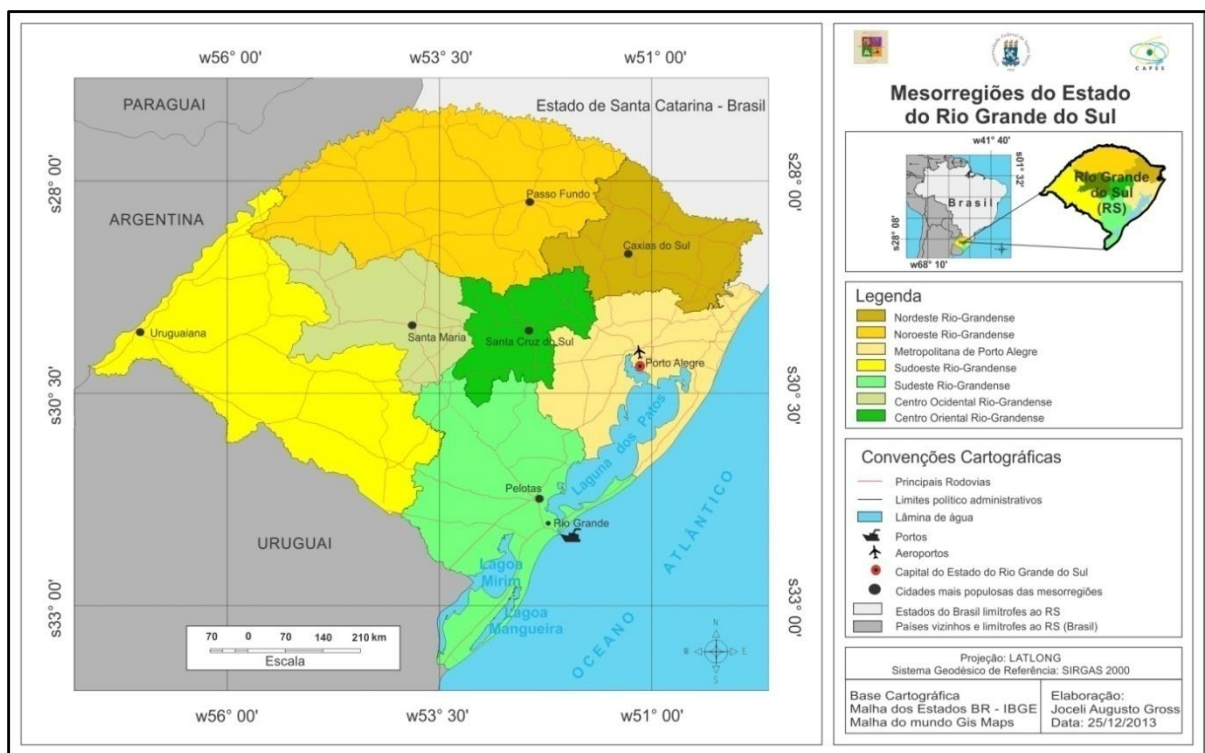 w56° 00'
w53° 30'
w51° 00'
PARAGUAI
Estado de Santa Catarina - Brasil
s28° 00'
s28° 00'
Passo Fundo
ARGENTINA
Caxias do Sul
Uruguaiana
Santa Maria
Santa Cruz do Sul
Porto Alegre
s30° 30'
s30° 30'
Laguna dos Patos
Pelotas
Rio Grande
URUGUAI
Lagoa
Mirim
Lagoa
Mangueira
OCEANO ATLÂNTICO
s33° 00'
s33° 00'
70 0 70 140 210 km
Escala
N
W E
S
w56° 00'
w53° 30'
w51° 00'
CAPES
Mesorregiões do Estado
do Rio Grande do Sul
w41° 40'
s01° 32'
Brasil
Rio Grande
do Sul
(RS)
s28° 08'
w68° 10'
Legenda
Nordeste Rio-Grandense
Noroeste Rio-Grandense
Metropolitana de Porto Alegre
Sudoeste Rio-Grandense
Sudeste Rio-Grandense
Centro Ocidental Rio-Grandense
Centro Oriental Rio-Grandense
Convenções Cartográficas
Principais Rodovias
Limites político administrativos
Lâmina de água
Portos
Aeroportos
Capital do Estado do Rio Grande do Sul
Cidades mais populosas das mesorregiões
Estados do Brasil limítrofes ao RS
Países vizinhos e limítrofes ao RS (Brasil)
Projeção: LATLONG
Sistema Geodésico de Referência: SIRGAS 2000
Base Cartográfica
Malha dos Estados BR - IBGE
Malha do mundo Gis Maps
Elaboração:
Joceli Augusto Gross
Data: 25/12/2013